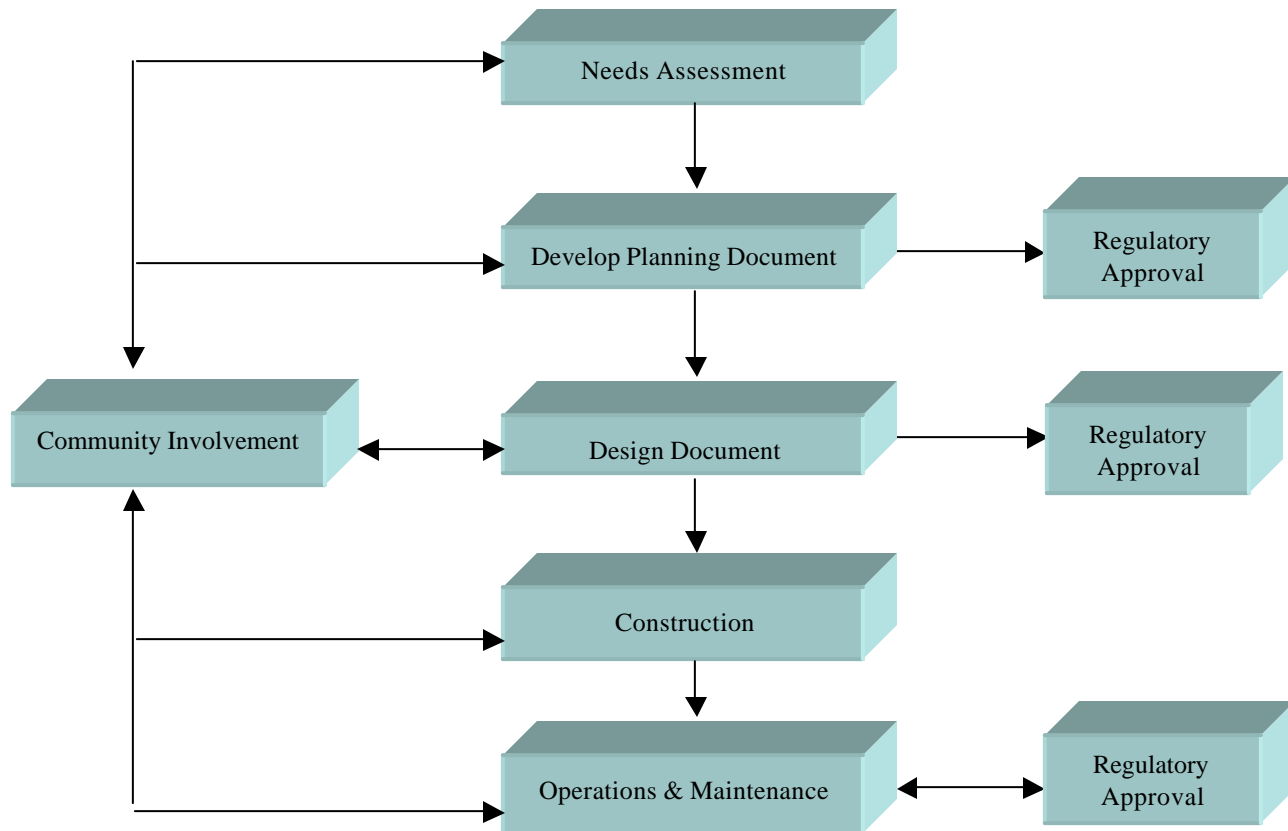 Needs Assessment
Develop Planning Document
Regulatory
Approval
Community Involvement
Design Document
Regulatory
Approval
Construction
Operations & Maintenance
Regulatory
Approval